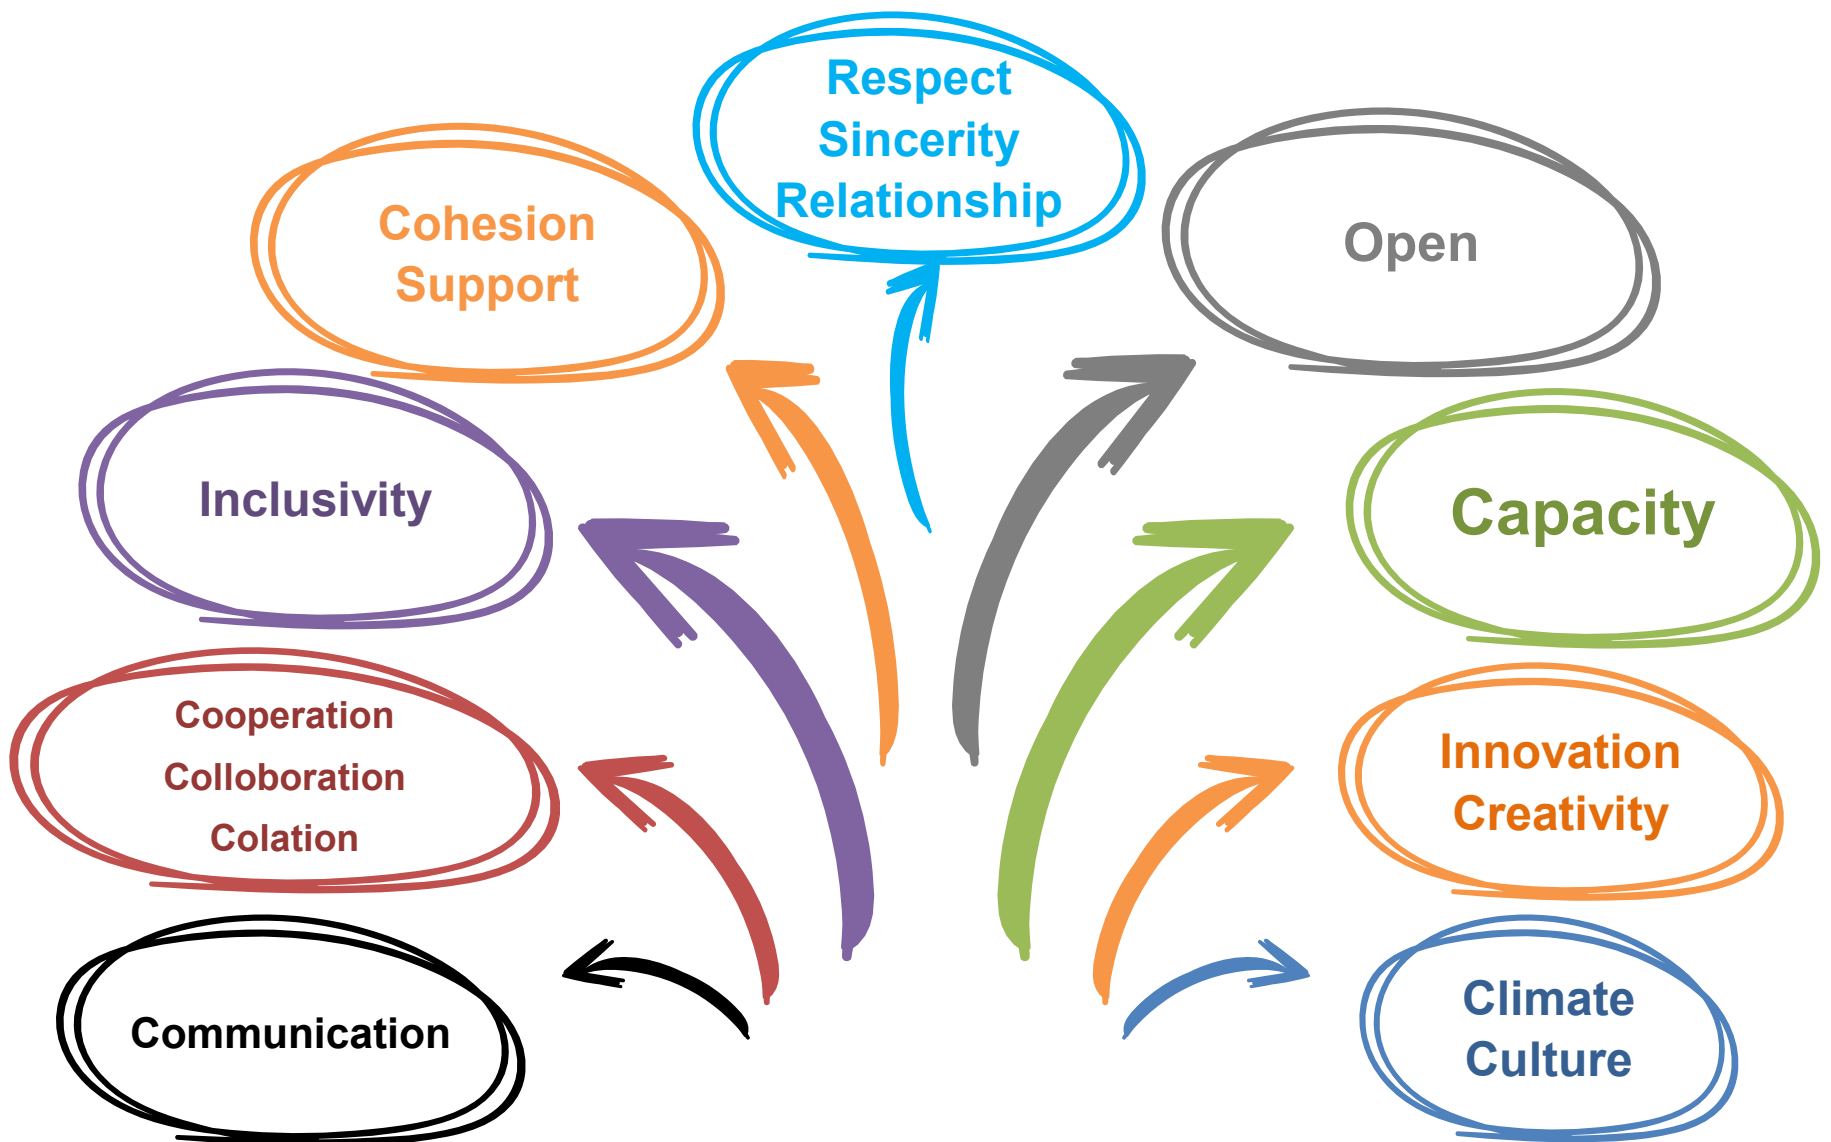 Respect
Sincerity
Relationship
Cohesion
Support
Open
Inclusivity
Capacity
Cooperation
Colloboration
Colation
Innovation
Creativity
Communication
Climate
Culture